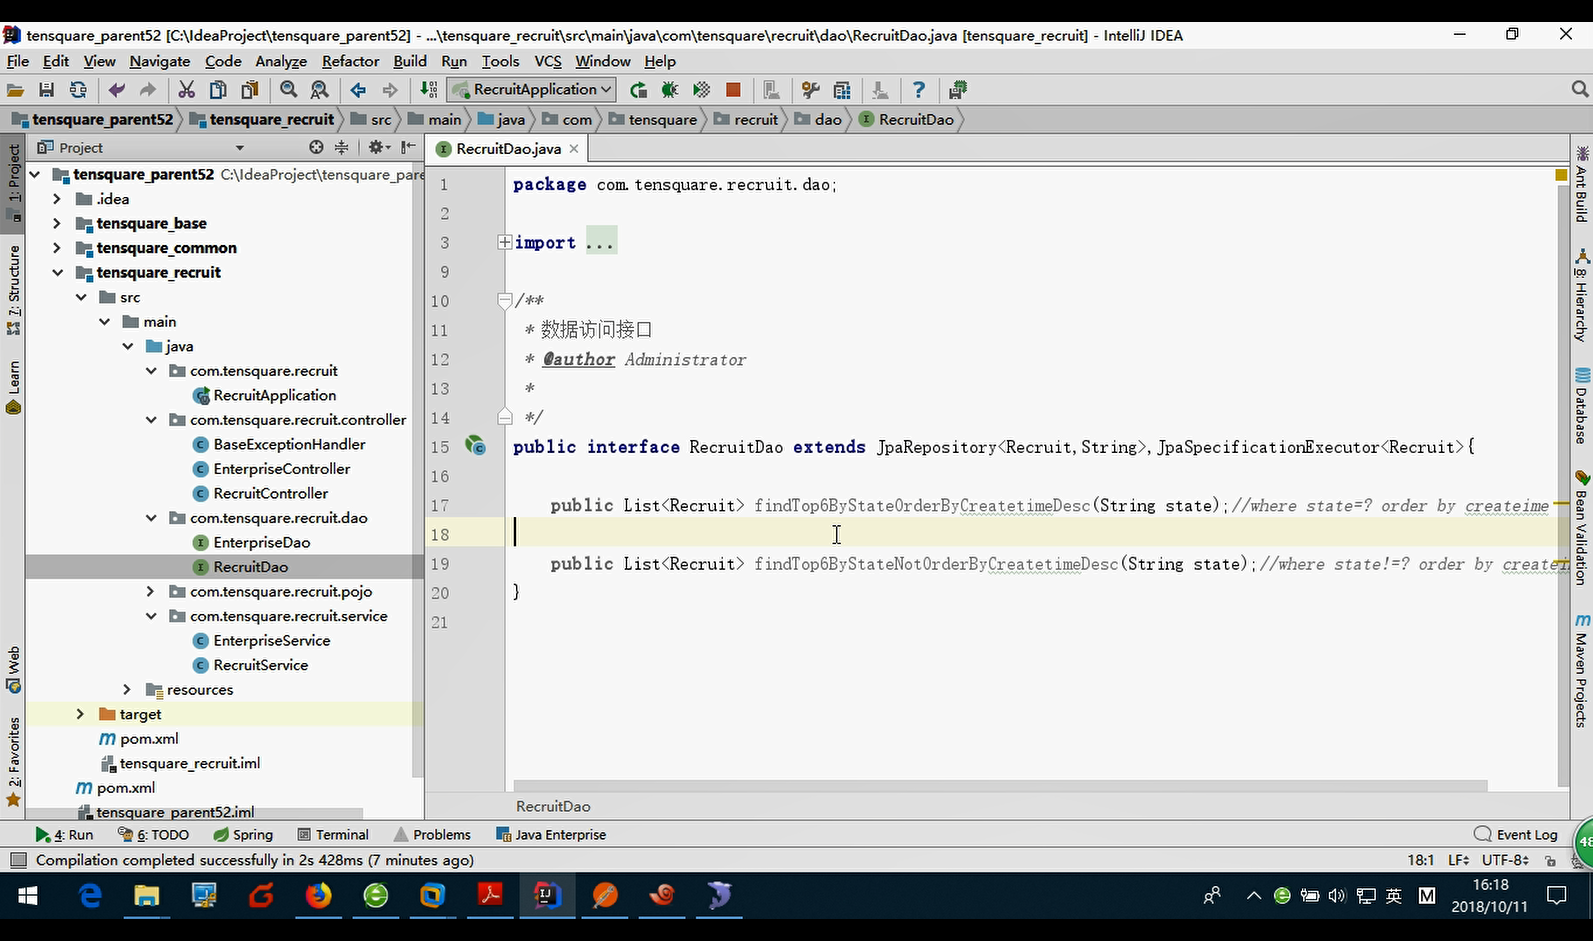 tensquare_parent52 [C:\IdeaProject\tensquare_parent52] - ...\tensquare_recruit\src\main\java\com\tensquare\recruit\dao\RecruitDao.java [tensquare_recruit] - IntelliJ IDEA
File Edit View Navigate Code Analyze Refactor Build Run Tools VCS Window Help
RecruitApplication
tensquare_parent52 tensquare_recruit src main java com tensquare recruit dao RecruitDao
Project
RecruitDao.java
1: Project
7: Structure
Learn
Web
2: Favorites
tensquare_parent52 C:\IdeaProject\tensquare_pare
.idea
tensquare_base
tensquare_common
tensquare_recruit
src
main
java
com.tensquare.recruit
RecruitApplication
com.tensquare.recruit.controller
BaseExceptionHandler
EnterpriseController
RecruitController
com.tensquare.recruit.dao
EnterpriseDao
RecruitDao
com.tensquare.recruit.pojo
com.tensquare.recruit.service
EnterpriseService
RecruitService
resources
target
pom.xml
tensquare_recruit.iml
pom.xml
tensquare_parent52.iml
1 package com.tensquare.recruit.dao;
2
3 import ...
9
10 /**
11 * 数据访问接口
12 * @author Administrator
13 *
14 */
15 public interface RecruitDao extends JpaRepository<Recruit,String>,JpaSpecificationExecutor<Recruit>{
16
17 public List<Recruit> findTop6ByStateOrderByCreatetimeDesc(String state);//where state=? order by createime
18
19 public List<Recruit> findTop6ByStateNotOrderByCreatetimeDesc(String state);//where state!=? order by createi
20 }
21
RecruitDao
Ant Build
8: Hierarchy
Database
Bean Validation
Maven Projects
4: Run 6: TODO Spring Terminal Problems Java Enterprise Event Log
48
Compilation completed successfully in 2s 428ms (7 minutes ago) 18:1 LF UTF-8
英 M 16:18
2018/10/11